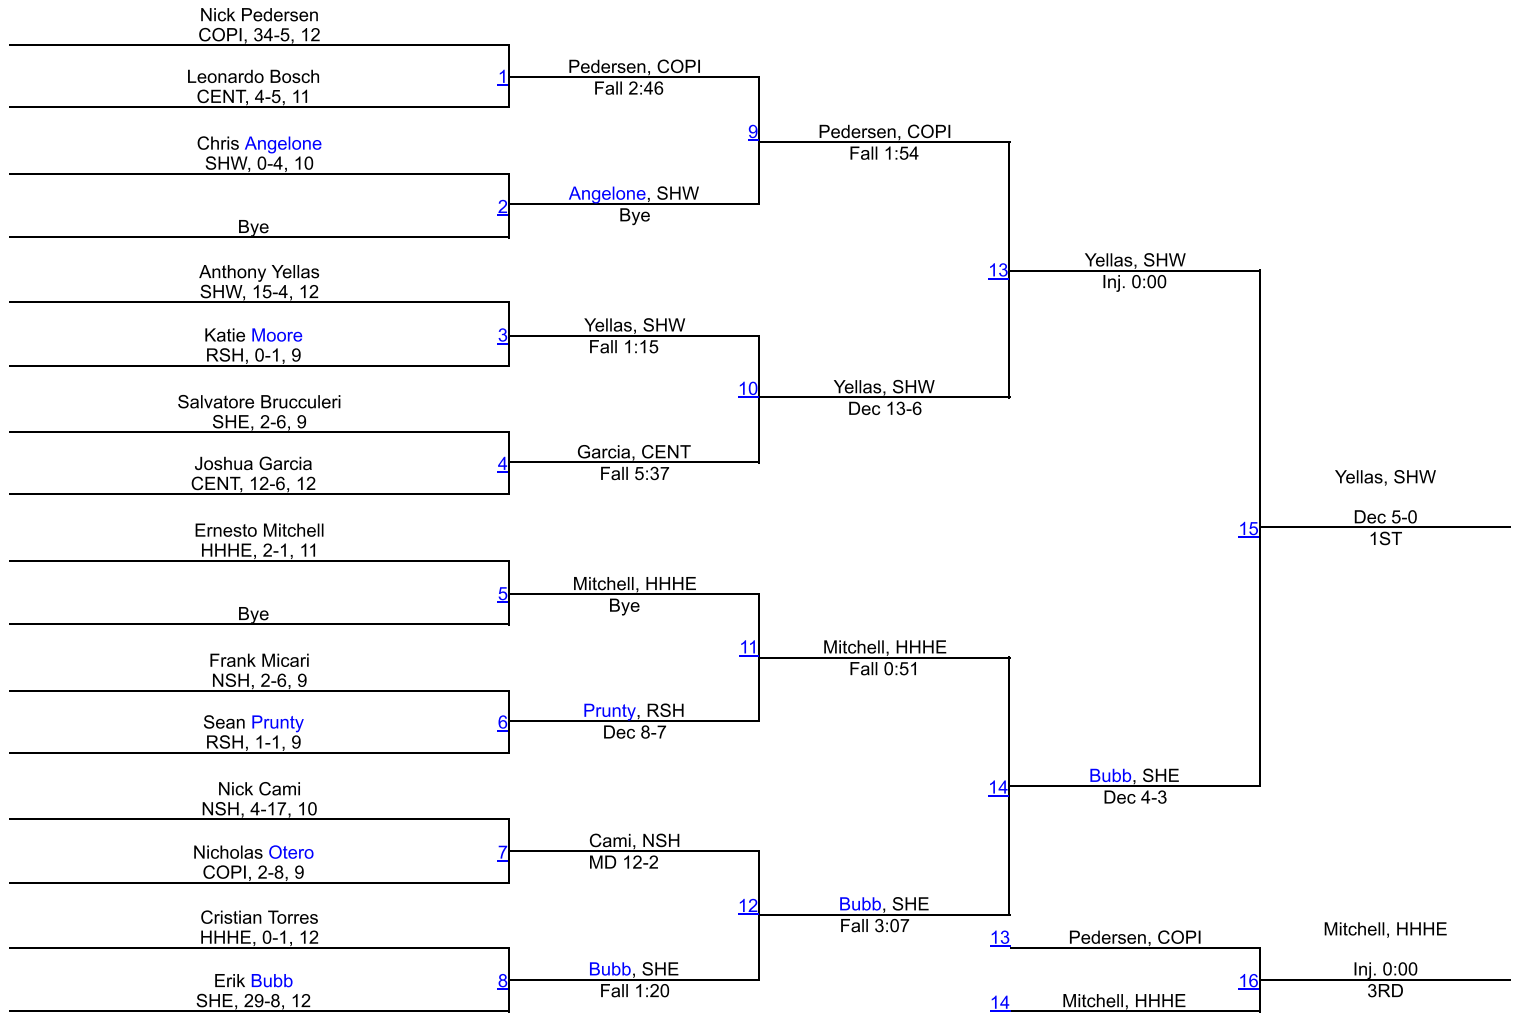 Nick Pedersen
COPI, 34-5, 12
Leonardo Bosch
CENT, 4-5, 11
1
Pedersen, COPI
Fall 2:46
Chris Angelone
SHW, 0-4, 10
Bye
2
Angelone, SHW
Bye
9
Pedersen, COPI
Fall 1:54
Anthony Yellas
SHW, 15-4, 12
Katie Moore
RSH, 0-1, 9
3
Yellas, SHW
Fall 1:15
Salvatore Brucculeri
SHE, 2-6, 9
Joshua Garcia
CENT, 12-6, 12
4
Garcia, CENT
Fall 5:37
10
Yellas, SHW
Dec 13-6
13
Yellas, SHW
Inj. 0:00
Ernesto Mitchell
HHHE, 2-1, 11
Bye
5
Mitchell, HHHE
Bye
Frank Micari
NSH, 2-6, 9
Sean Prunty
RSH, 1-1, 9
6
Prunty, RSH
Dec 8-7
11
Mitchell, HHHE
Fall 0:51
Nick Cami
NSH, 4-17, 10
Nicholas Otero
COPI, 2-8, 9
7
Cami, NSH
MD 12-2
Cristian Torres
HHHE, 0-1, 12
Erik Bubb
SHE, 29-8, 12
8
Bubb, SHE
Fall 1:20
12
Bubb, SHE
Fall 3:07
14
Bubb, SHE
Dec 4-3
15
Yellas, SHW
Dec 5-0
1ST
13
Pedersen, COPI
14
Mitchell, HHHE
16
Mitchell, HHHE
Inj. 0:00
3RD